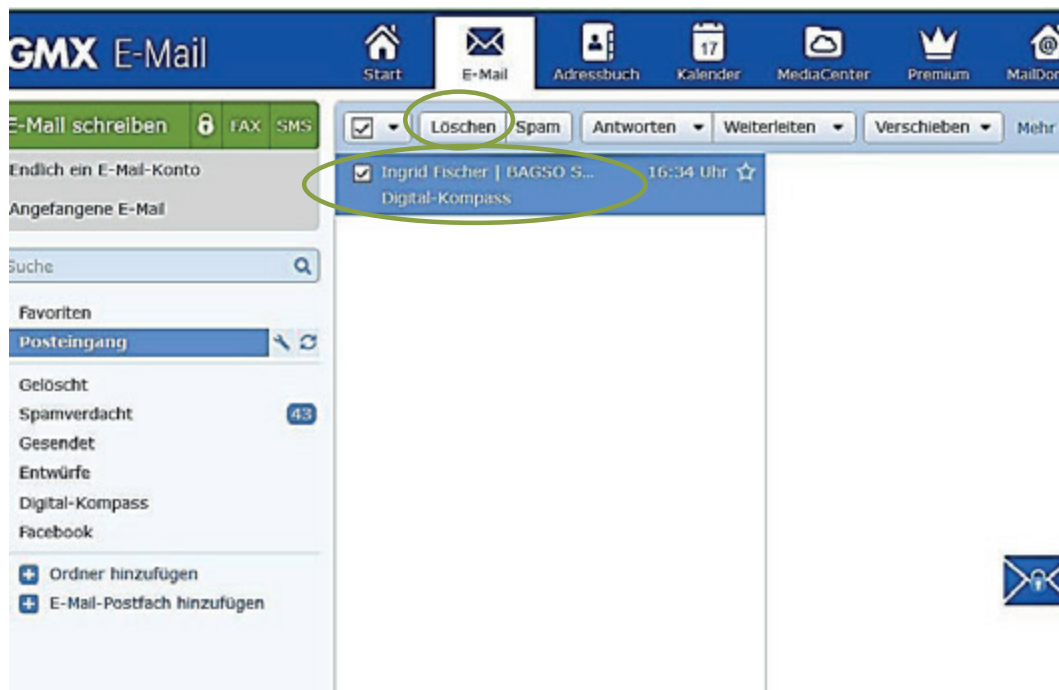 GMX E-Mail
Start
E-Mail
Adressbuch
17
Kalender
MediaCenter
Premium
@
MailDo
E-Mail schreiben FAX SMS
Löschen Spam Antworten Weiterleiten Verschieben Mehr
Endlich ein E-Mail-Konto
Angefangene E-Mail
Ingrid Fischer | BAGSO S... 16:34 Uhr
Digital-Kompass
Suche
Favoriten
Posteingang
Gelöscht
Spamverdacht 43
Gesendet
Entwürfe
Digital-Kompass
Facebook
Ordner hinzufügen
E-Mail-Postfach hinzufügen